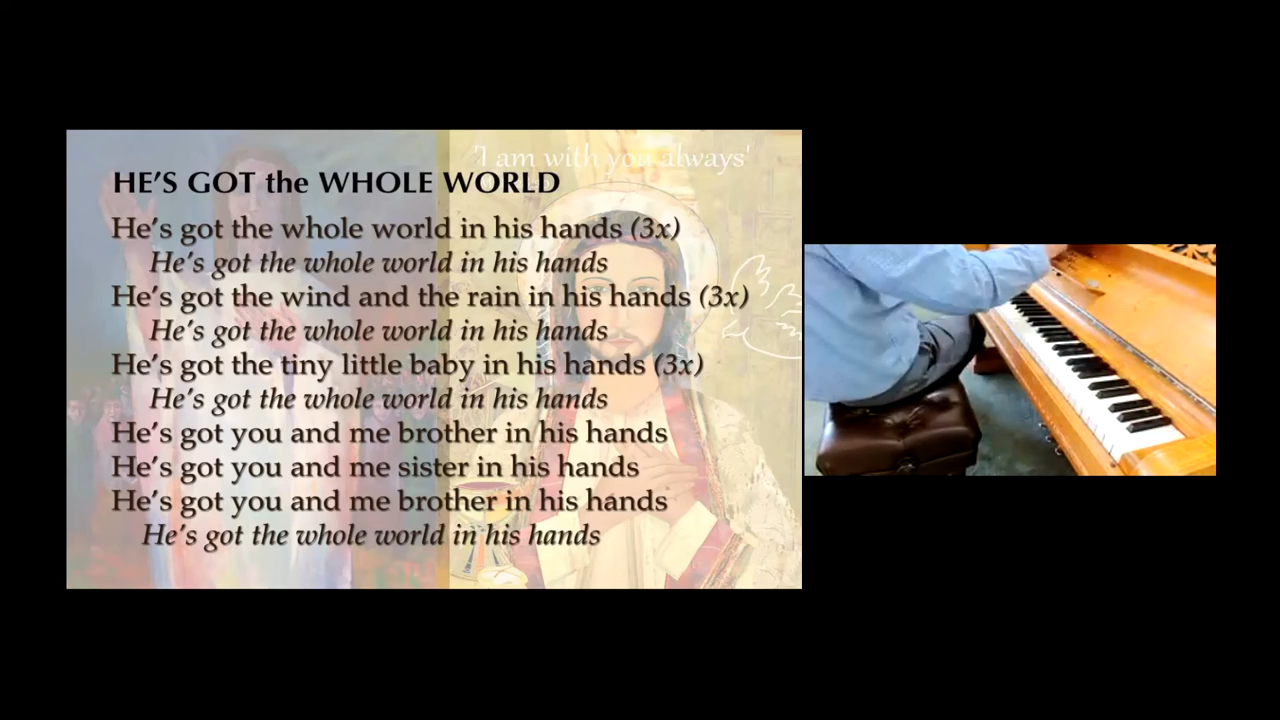 'I am with you always'
HE’S GOT the WHOLE WORLD
He’s got the whole world in his hands (3x)
He’s got the whole world in his hands
He’s got the wind and the rain in his hands (3x)
He’s got the whole world in his hands
He’s got the tiny little baby in his hands (3x)
He’s got the whole world in his hands
He’s got you and me brother in his hands
He’s got you and me sister in his hands
He’s got you and me brother in his hands
He’s got the whole world in his hands